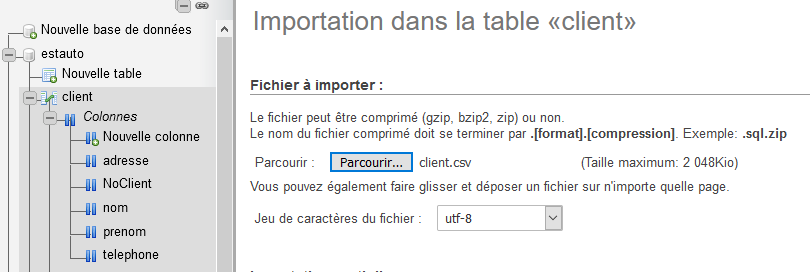 Nouvelle base de données
estauto
Nouvelle table
client
Colonnes
Nouvelle colonne
adresse
NoClient
nom
prenom
telephone
Importation dans la table «client»
Fichier à importer :
Le fichier peut être comprimé (gzip, bzip2, zip) ou non.
Le nom du fichier comprimé doit se terminer par .[format].[compression]. Exemple: .sql.zip
Parcourir : Parcourir... client.csv (Taille maximum: 2 048Kio)
Vous pouvez également faire glisser et déposer un fichier sur n'importe quelle page.
Jeu de caractères du fichier : utf-8